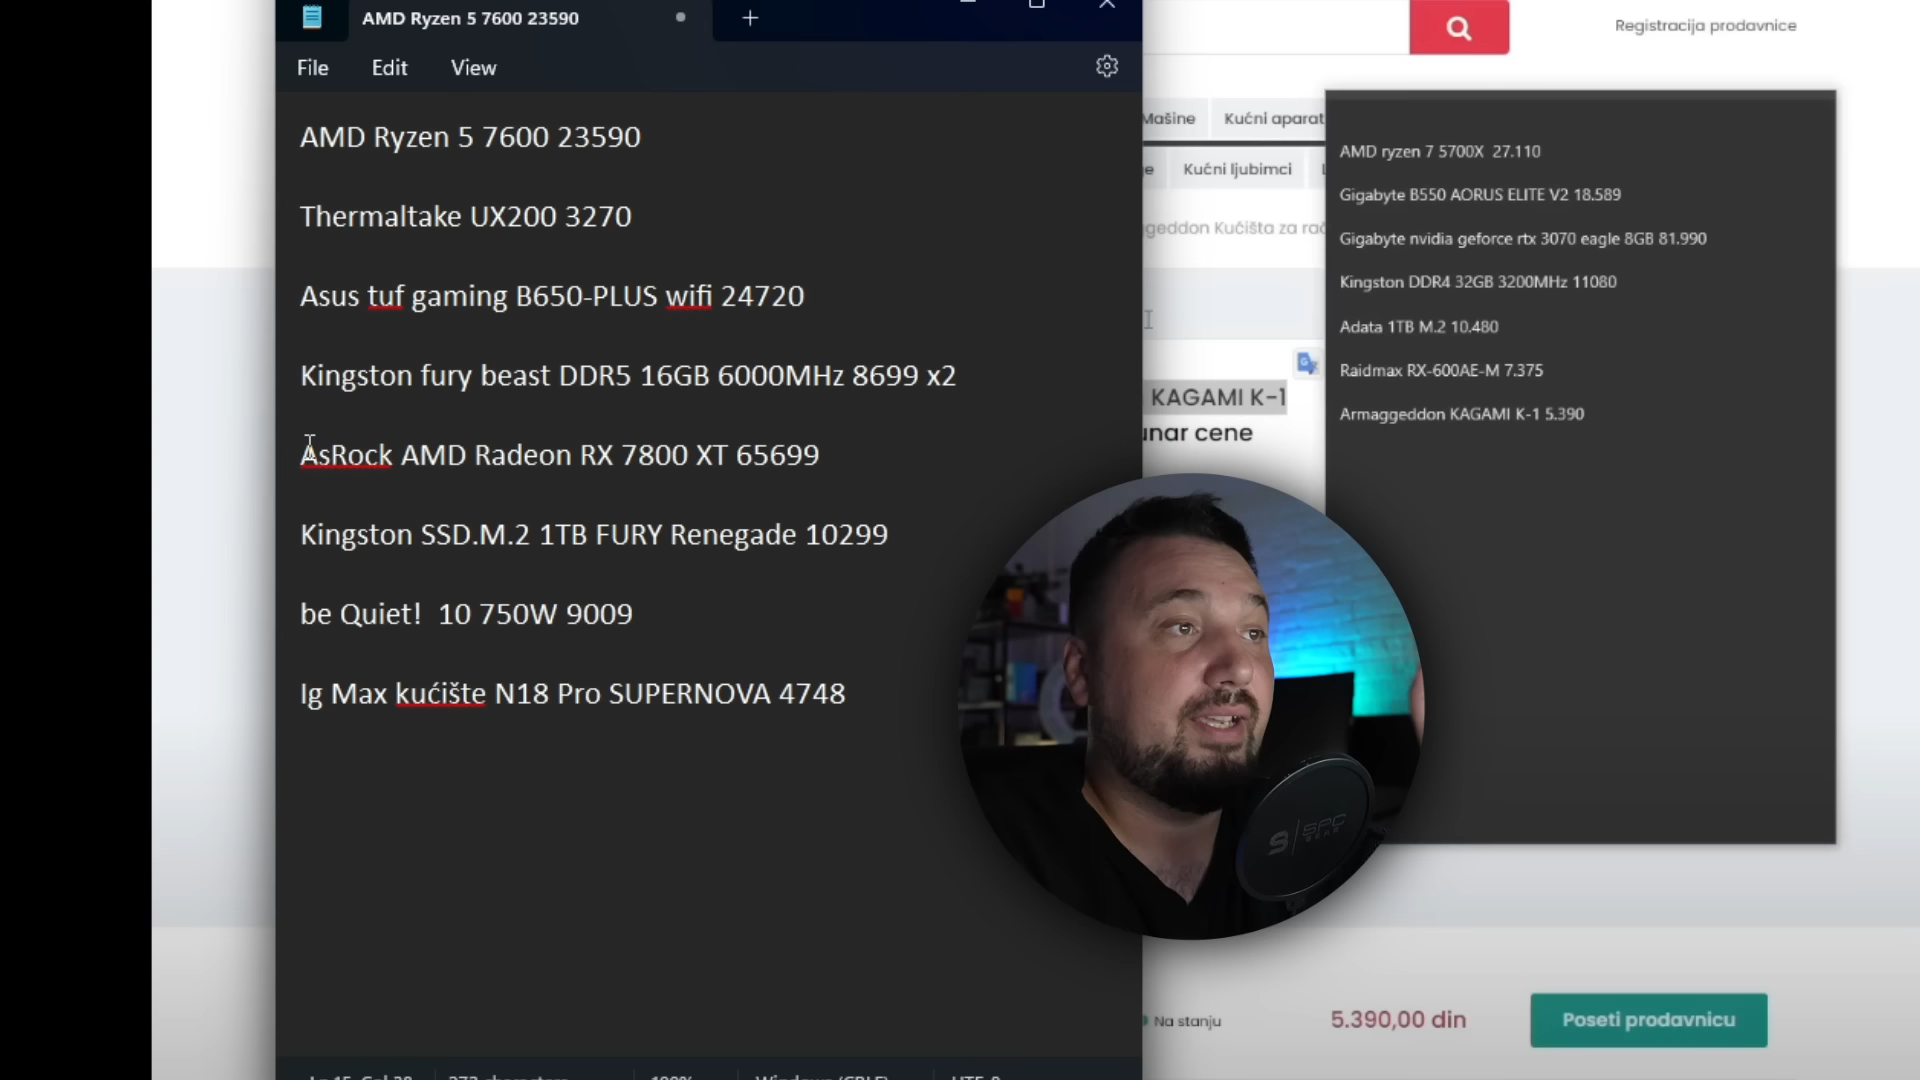 AMD Ryzen 5 7600 23590
File Edit View
AMD Ryzen 5 7600 23590
Thermaltake UX200 3270
Asus tuf gaming B650-PLUS wifi 24720
Kingston fury beast DDR5 16GB 6000MHz 8699 x2
AsRock AMD Radeon RX 7800 XT 65699
Kingston SSD.M.2 1TB FURY Renegade 10299
be Quiet!  10 750W 9009
Ig Max kućište N18 Pro SUPERNOVA 4748
Registracija prodavnice
Mašine Kućni aparat
Kućni ljubimci
geddon Kućišta za rač
KAGAMI K-1
unar cene
AMD ryzen 7 5700X  27.110
Gigabyte B550 AORUS ELITE V2 18.589
Gigabyte nvidia geforce rtx 3070 eagle 8GB 81.990
Kingston DDR4 32GB 3200MHz 11080
Adata 1TB M.2 10.480
Raidmax RX-600AE-M 7.375
Armaggeddon KAGAMI K-1 5.390
SPC
GEAR
Na stanju 5.390,00 din Poseti prodavnicu